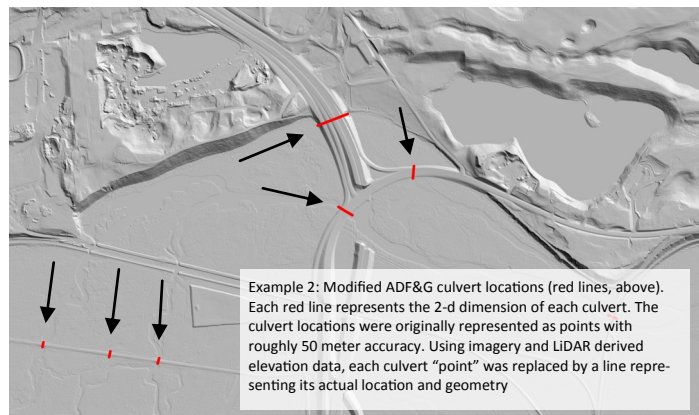 Example 2: Modified ADF&G culvert locations (red lines, above).
Each red line represents the 2-d dimension of each culvert. The
culvert locations were originally represented as points with
roughly 50 meter accuracy. Using imagery and LiDAR derived
elevation data, each culvert “point” was replaced by a line repre-
senting its actual location and geometry